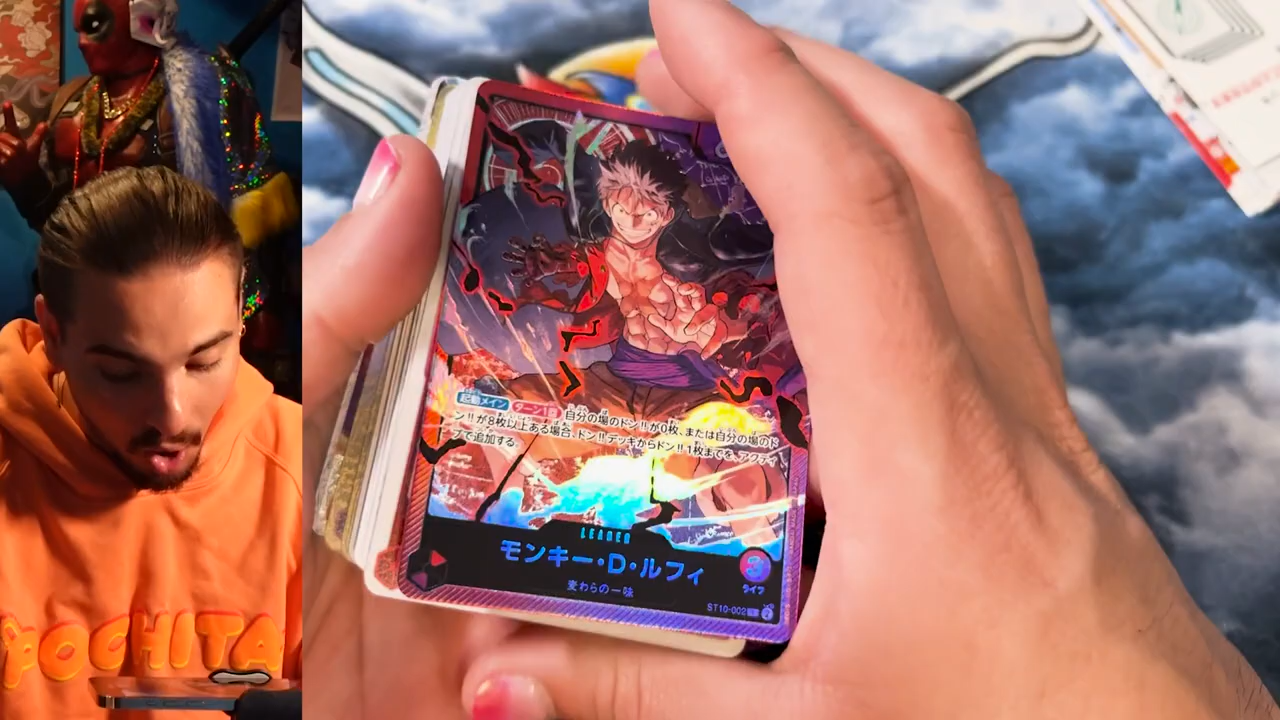 起動メイン ターン1回 自分の場のドン!!が0枚、または自分の場のド
ン!!が8枚以上ある場合、ドン!!デッキからドン!!1枚までを、アクティ
ブで追加する。
LEADER
モンキー・D・ルフィ
麦わらの一味
3
ライフ
ST10-002
POCHITA